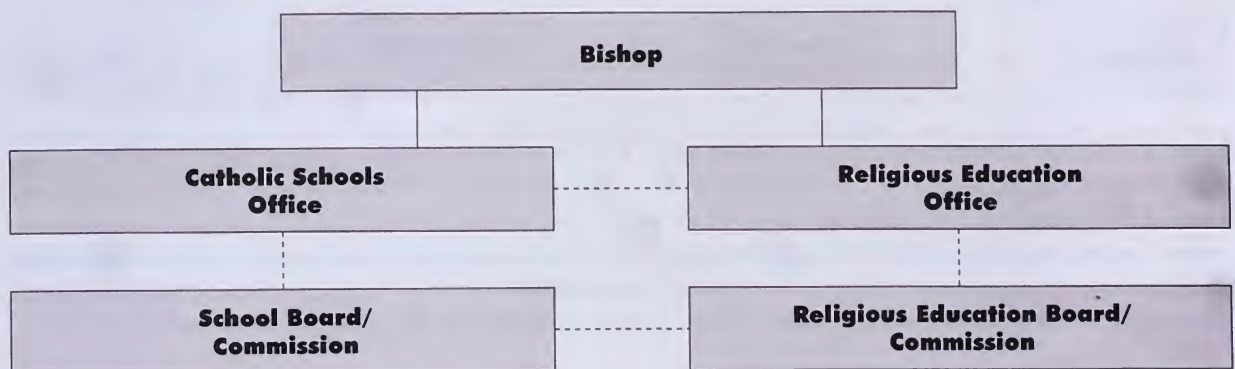 Bishop
Catholic Schools
Office
Religious Education
Office
School Board/
Commission
Religious Education Board/
Commission